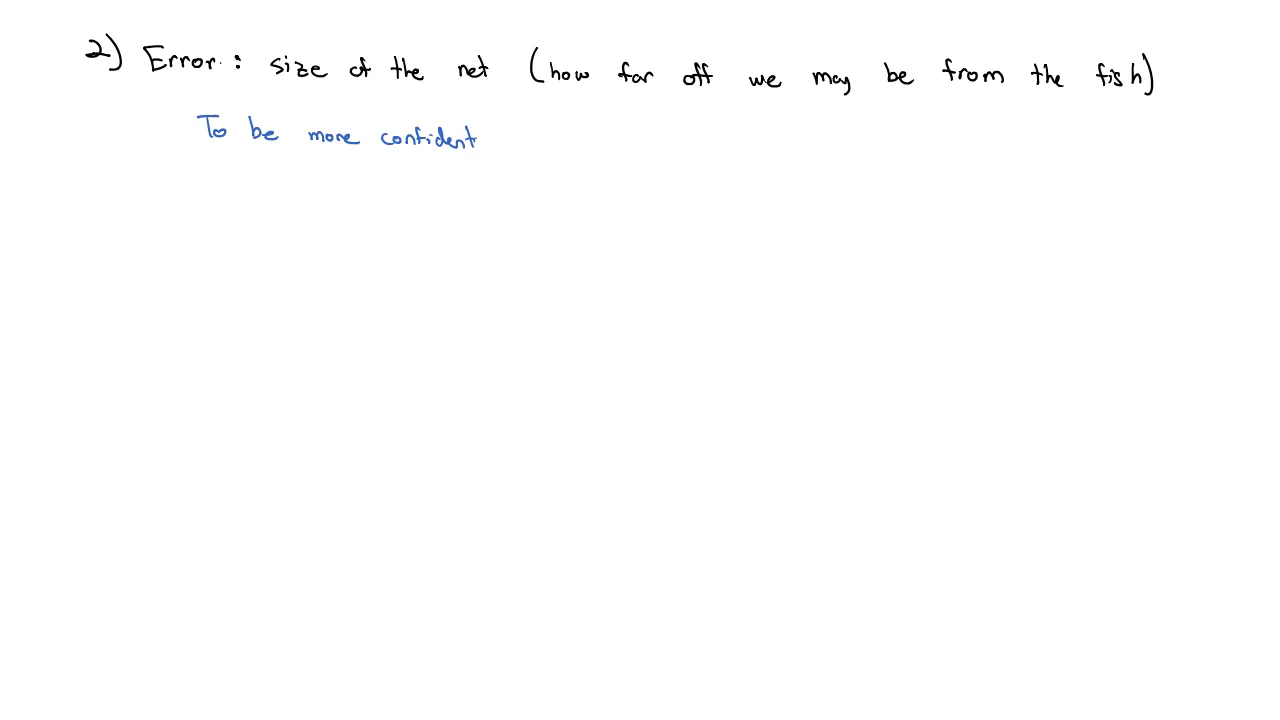 2) Error: size of the net (how far off we may be from the fish)
To be more confident